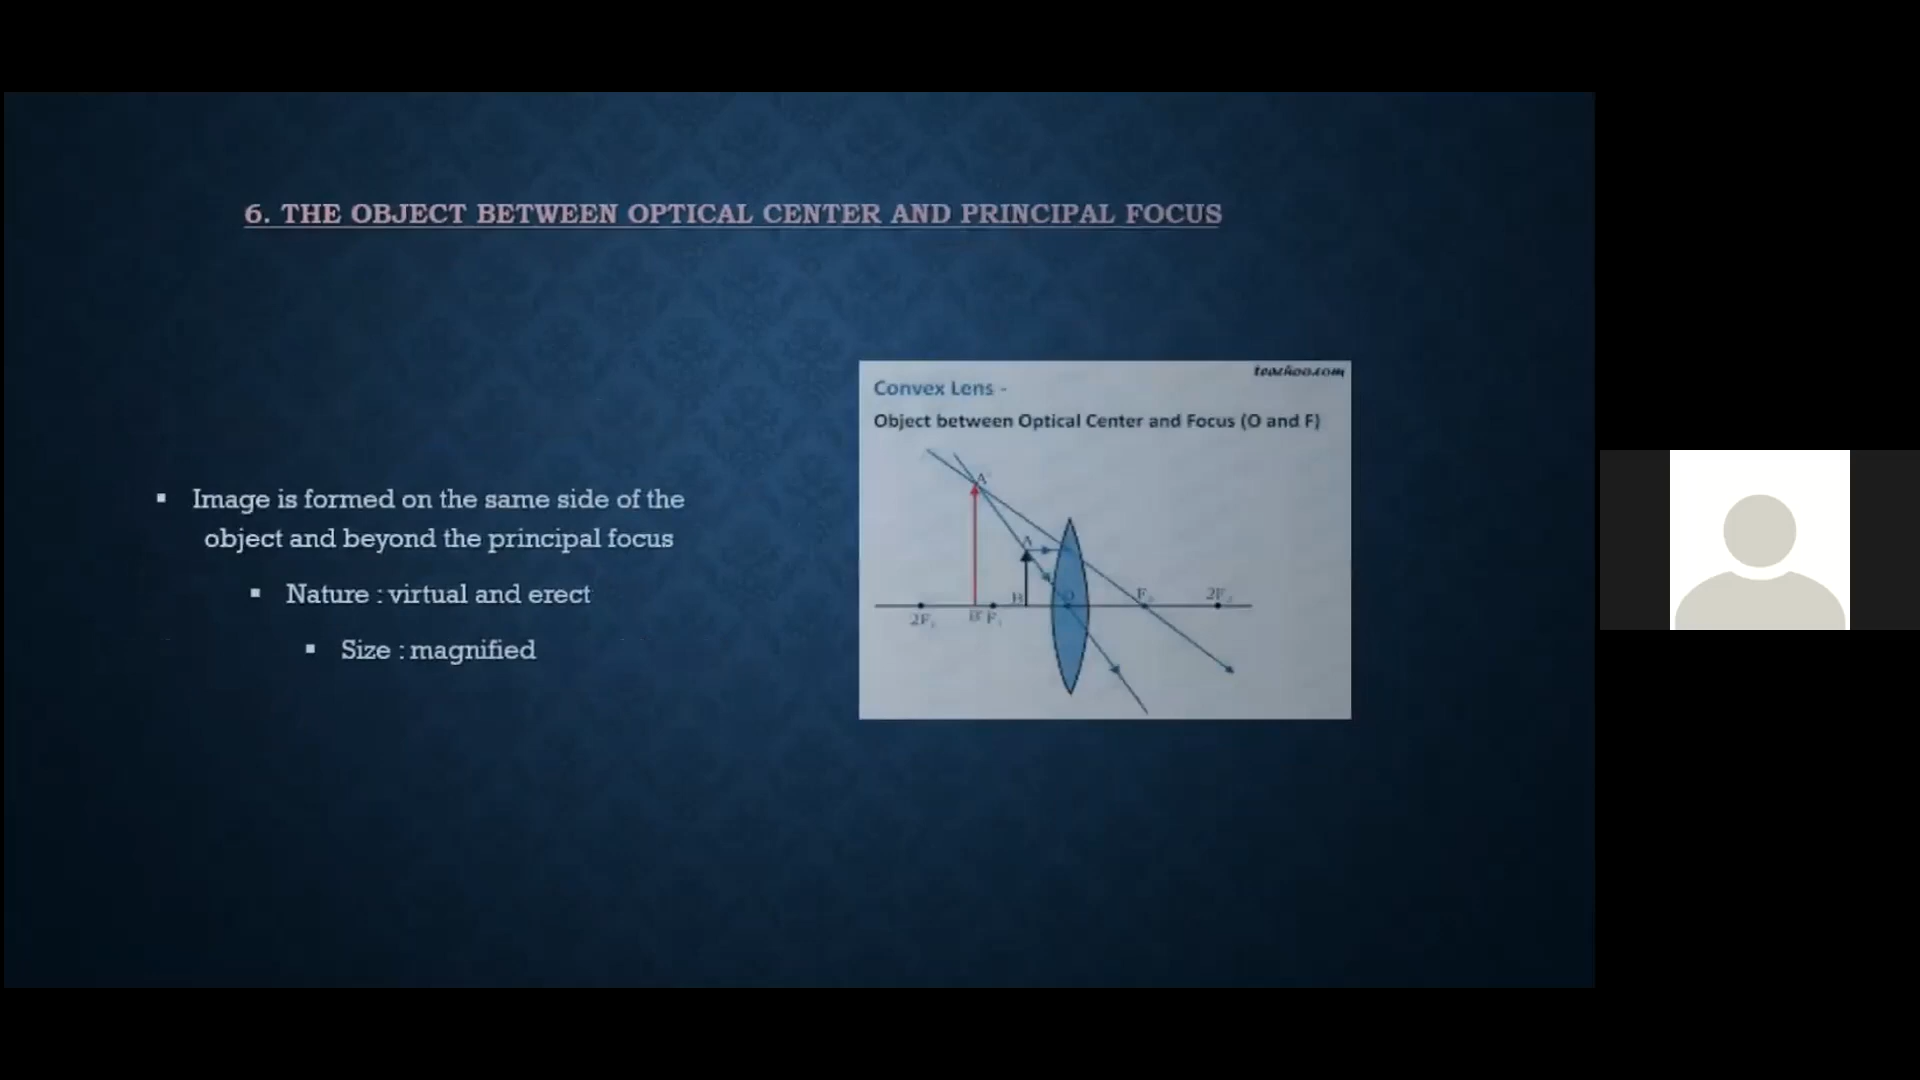 6. THE OBJECT BETWEEN OPTICAL CENTER AND PRINCIPAL FOCUS
▪ Image is formed on the same side of the
object and beyond the principal focus
▪ Nature : virtual and erect
▪ Size : magnified
teachoo.com
Convex Lens -
Object between Optical Center and Focus (O and F)
A'
A
B
O
F₂
2F₂
2F₁
B' F₁